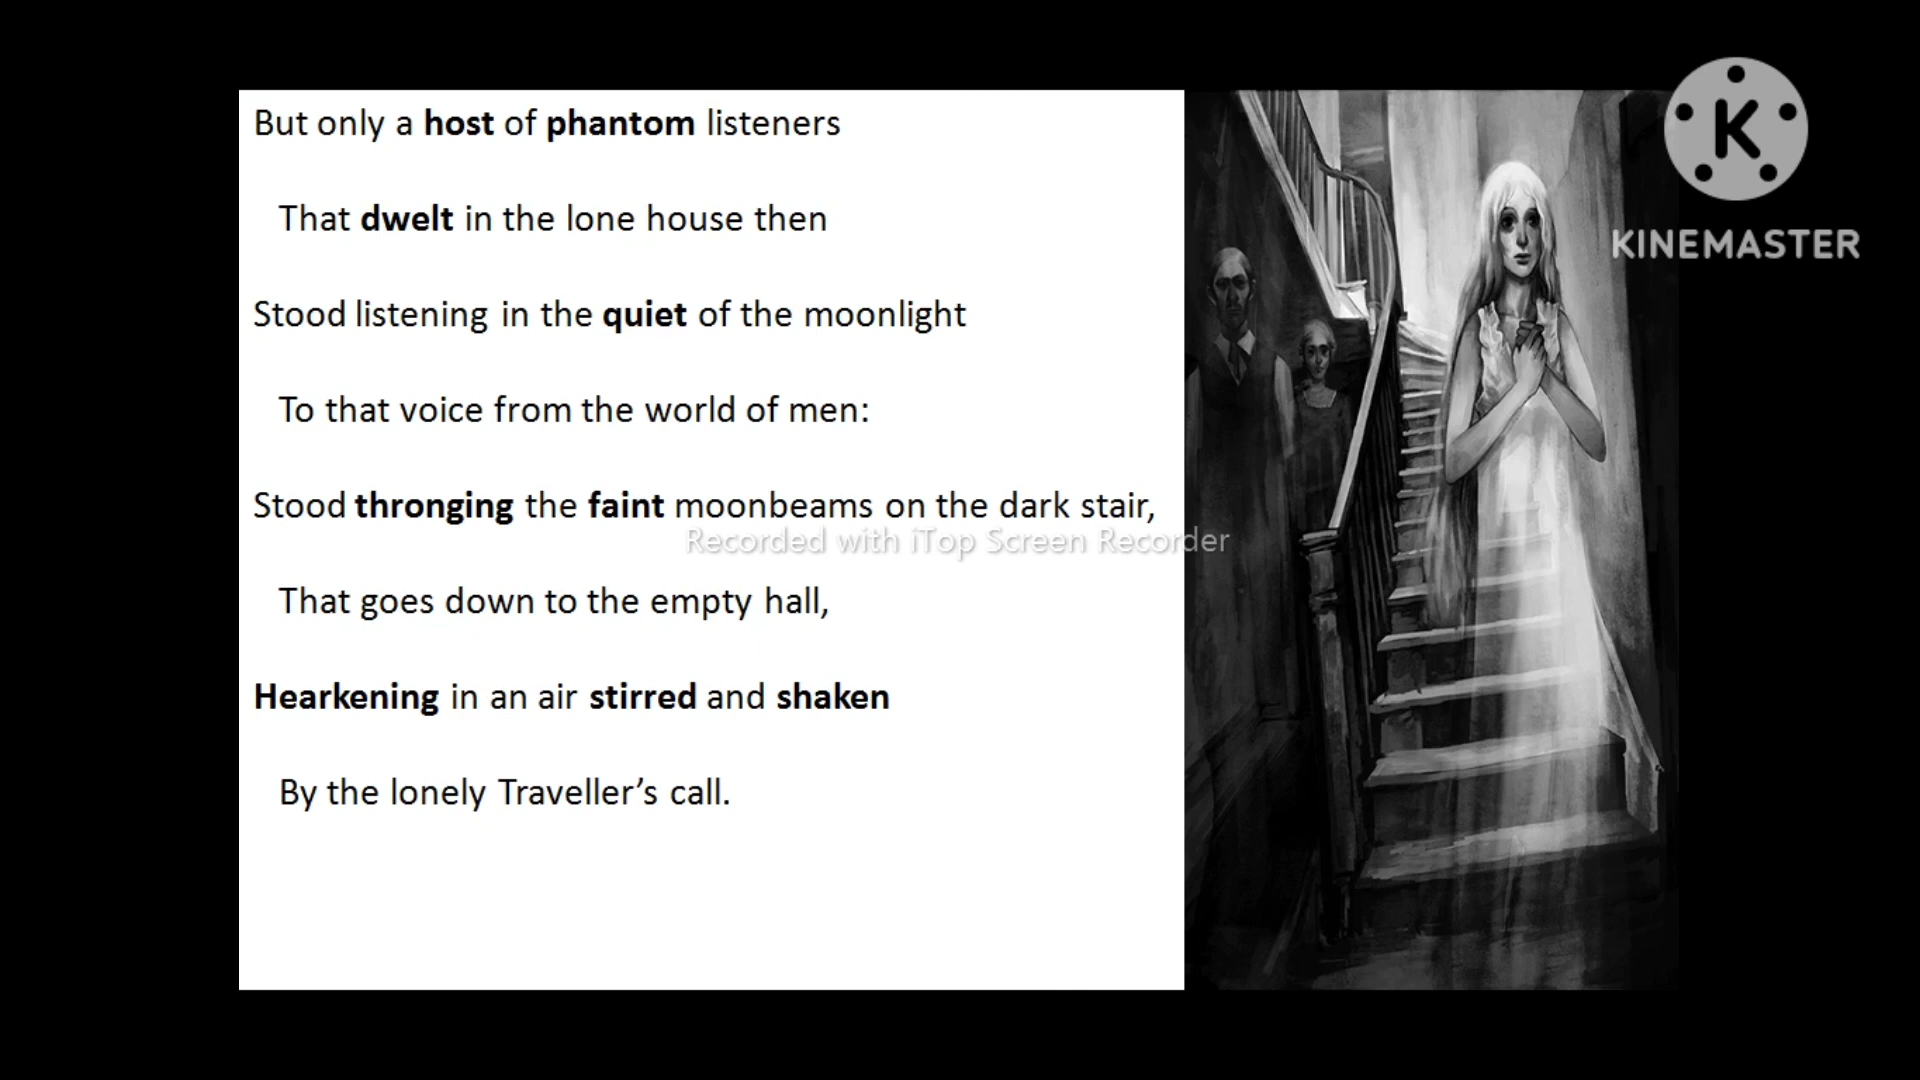 But only a host of phantom listeners
That dwelt in the lone house then
Stood listening in the quiet of the moonlight
To that voice from the world of men:
Stood thronging the faint moonbeams on the dark stair,
That goes down to the empty hall,
Hearkening in an air stirred and shaken
By the lonely Traveller’s call.
Recorded with iTop Screen Recorder
K
KINEMASTER